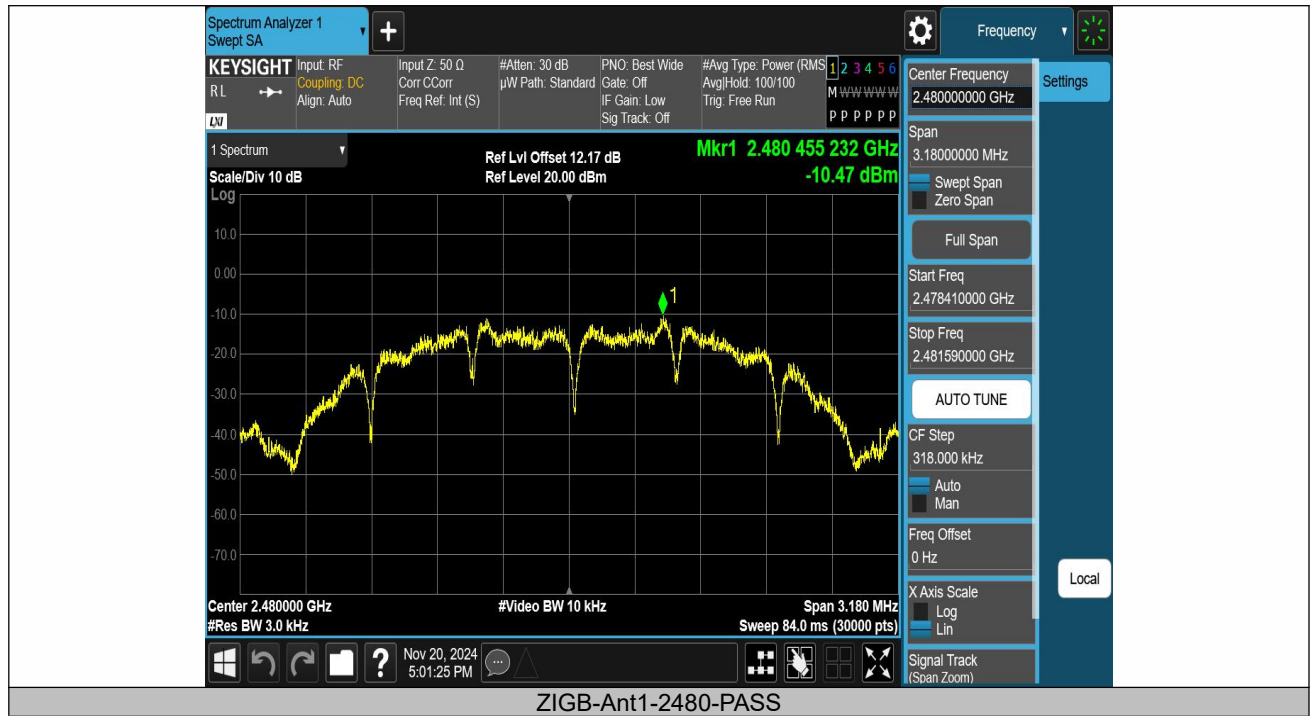 Spectrum Analyzer 1
Swept SA
Frequency
KEYSIGHT
RL
LXI
Input: RF
Coupling: DC
Align: Auto
Input Z: 50 Ω
Corr CCorr
Freq Ref: Int (S)
#Atten: 30 dB
µW Path: Standard
PNO: Best Wide
Gate: Off
IF Gain: Low
Sig Track: Off
#Avg Type: Power (RMS
Avg|Hold: 100/100
Trig: Free Run
1 2 3 4 5 6
M W W W W W
P P P P P P
1 Spectrum
Scale/Div 10 dB
Log
Ref Lvl Offset 12.17 dB
Ref Level 20.00 dBm
Mkr1 2.480 455 232 GHz
-10.47 dBm
10.0
0.00
-10.0
-20.0
-30.0
-40.0
-50.0
-60.0
-70.0
1
Center 2.480000 GHz
#Res BW 3.0 kHz
#Video BW 10 kHz
Span 3.180 MHz
Sweep 84.0 ms (30000 pts)
Center Frequency
2.480000000 GHz
Settings
Span
3.18000000 MHz
Swept Span
Zero Span
Full Span
Start Freq
2.478410000 GHz
Stop Freq
2.481590000 GHz
AUTO TUNE
CF Step
318.000 kHz
Auto
Man
Freq Offset
0 Hz
X Axis Scale
Log
Lin
Signal Track
(Span Zoom)
Local
?
Nov 20, 2024
5:01:25 PM
ZIGB-Ant1-2480-PASS